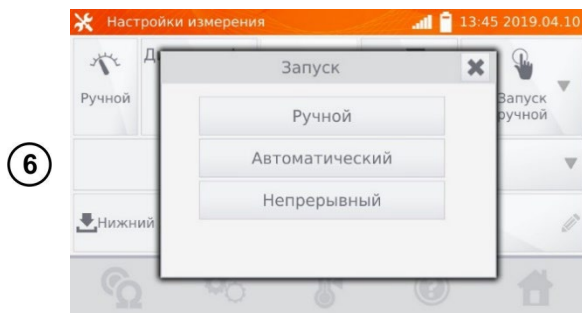 Настройки измерения
13:45 2019.04.10
Запуск
Ручной
Запуск
ручной
Ручной
6
Автоматический
Непрерывный
Нижний